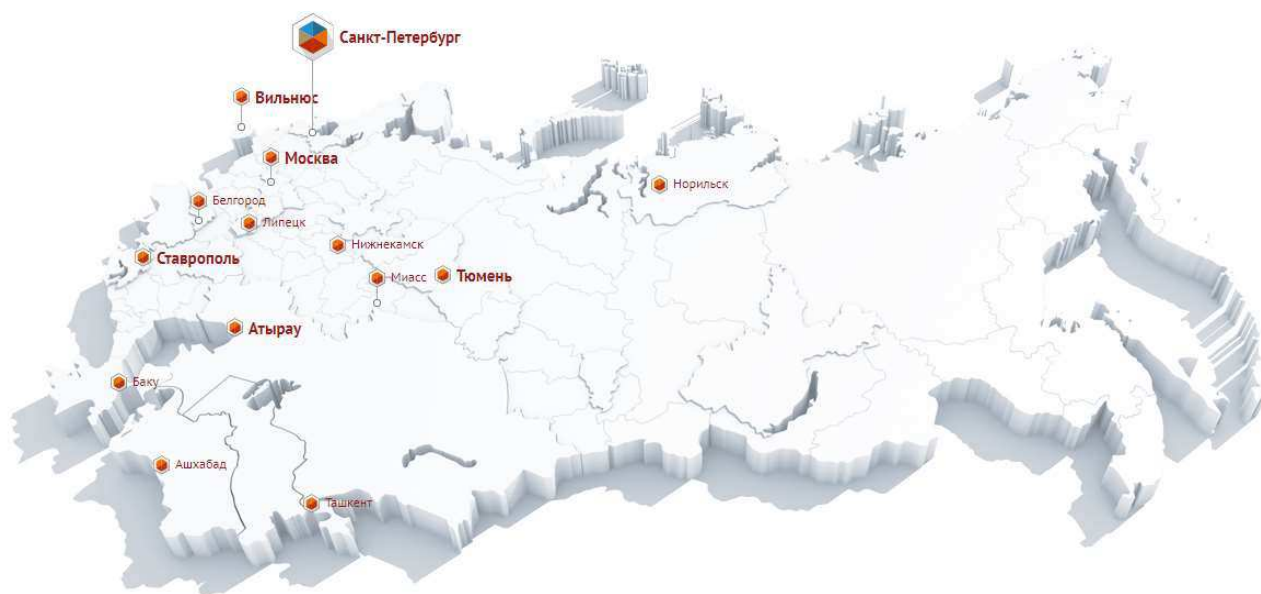 Санкт-Петербург
Вильнюс
Москва
Норильск
Белгород
Липецк
Нижнекамск
Ставрополь
Миасс
Тюмень
Атырау
Баку
Ашхабад
Ташкент